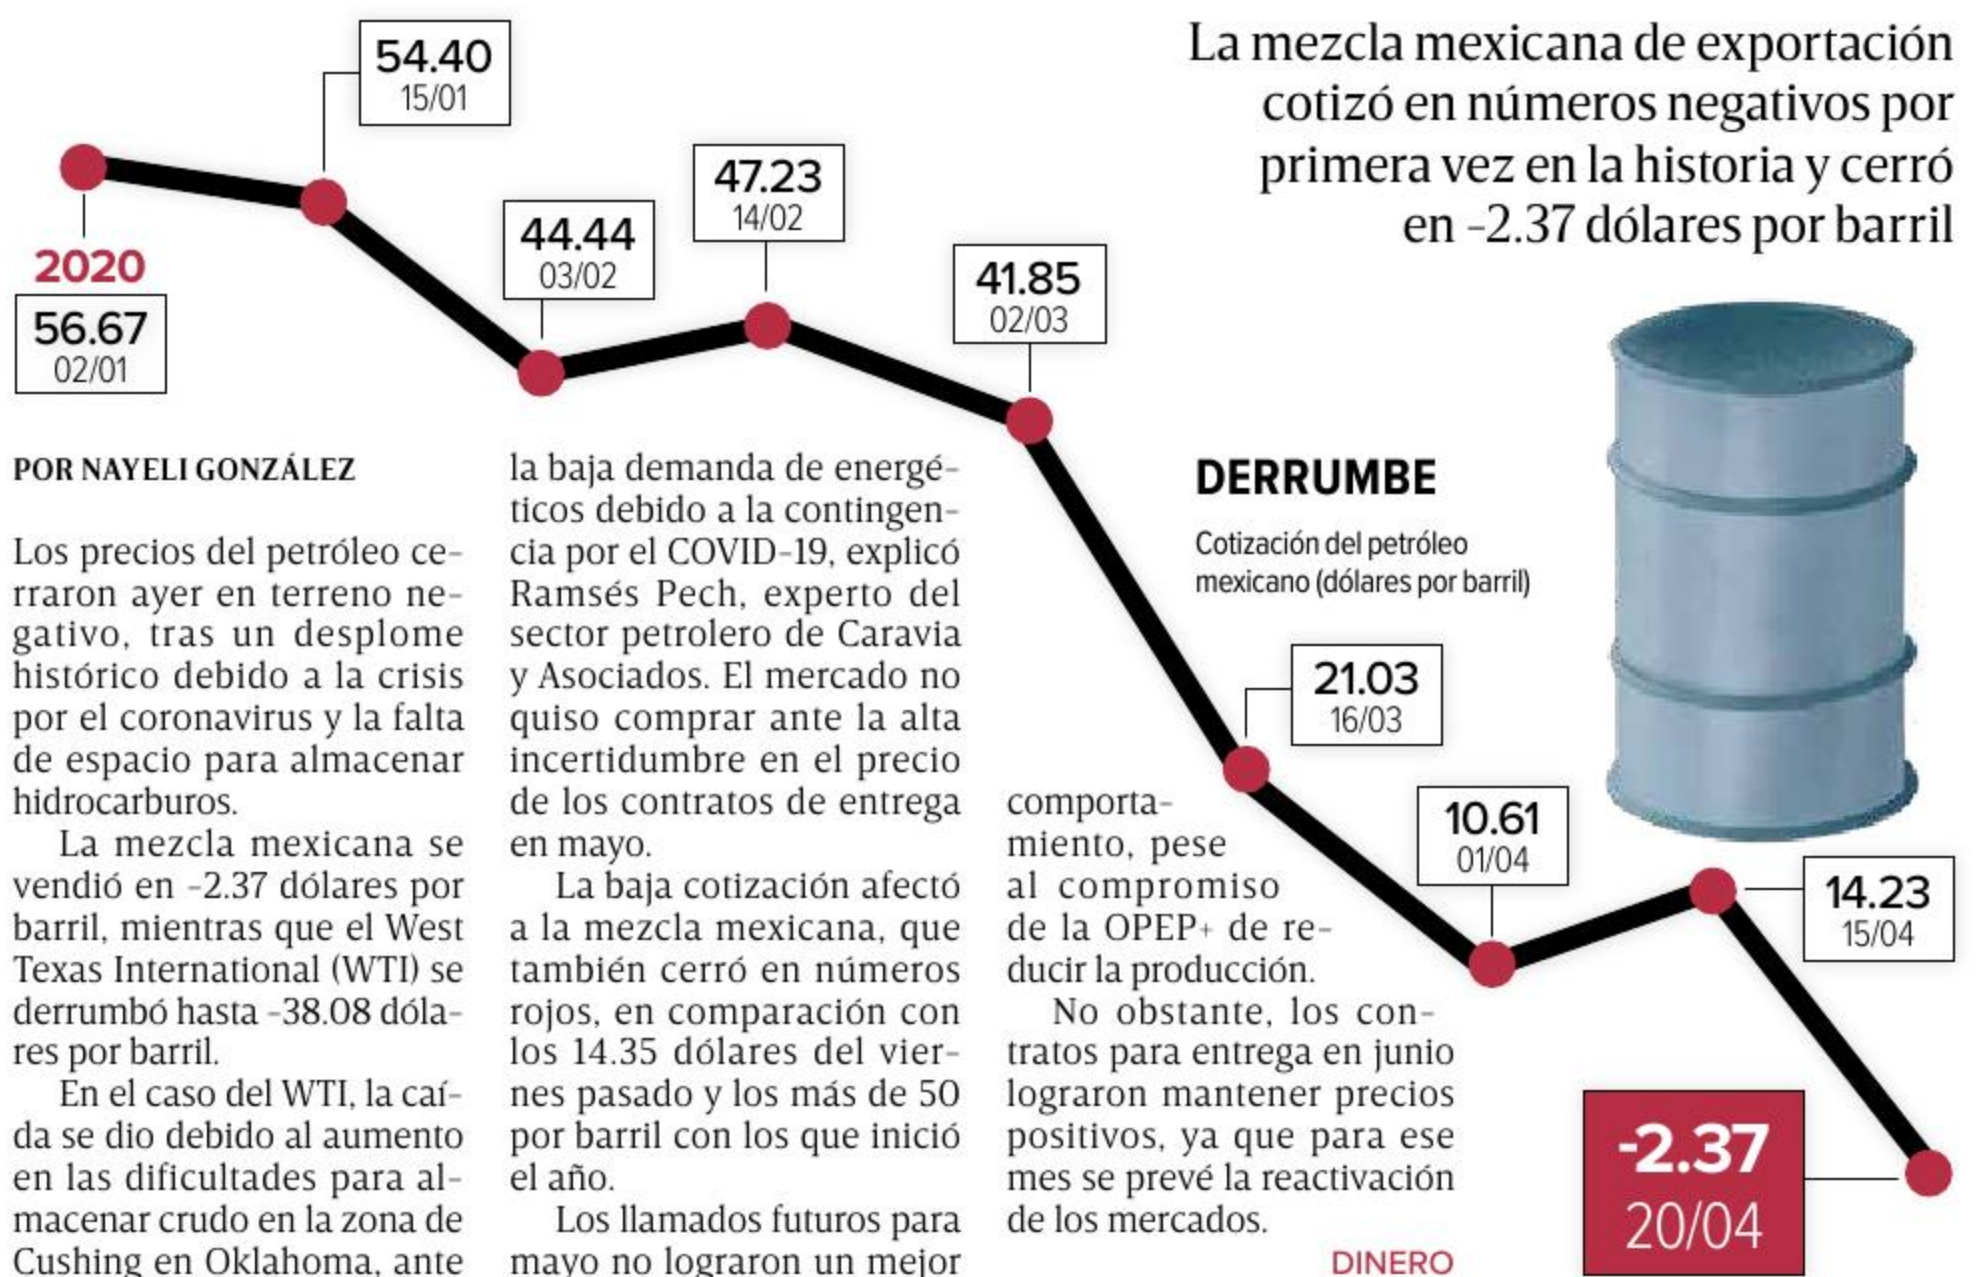 La mezcla mexicana de exportación
cotizó en números negativos por
primera vez en la historia y cerró
en -2.37 dólares por barril
2020
56.67
02/01
54.40
15/01
44.44
03/02
47.23
14/02
41.85
02/03
DERRUMBE
Cotización del petróleo
mexicano (dólares por barril)
21.03
16/03
10.61
01/04
14.23
15/04
-2.37
20/04
POR NAYELI GONZÁLEZ
Los precios del petróleo ce-
rraron ayer en terreno ne-
gativo, tras un desplome
histórico debido a la crisis
por el coronavirus y la falta
de espacio para almacenar
hidrocarburos.
La mezcla mexicana se
vendió en -2.37 dólares por
barril, mientras que el West
Texas International (WTI) se
derrumbó hasta -38.08 dóla-
res por barril.
En el caso del WTI, la caí-
da se dio debido al aumento
en las dificultades para al-
macenar crudo en la zona de
Cushing en Oklahoma, ante
la baja demanda de energé-
ticos debido a la contingen-
cia por el COVID-19, explicó
Ramsés Pech, experto del
sector petrolero de Caravia
y Asociados. El mercado no
quiso comprar ante la alta
incertidumbre en el precio
de los contratos de entrega
en mayo.
La baja cotización afectó
a la mezcla mexicana, que
también cerró en números
rojos, en comparación con
los 14.35 dólares del vier-
nes pasado y los más de 50
por barril con los que inició
el año.
Los llamados futuros para
mayo no lograron un mejor
comporta-
miento, pese
al compromiso
de la OPEP+ de re-
ducir la producción.
No obstante, los con-
tratos para entrega en junio
lograron mantener precios
positivos, ya que para ese
mes se prevé la reactivación
de los mercados.
DINERO